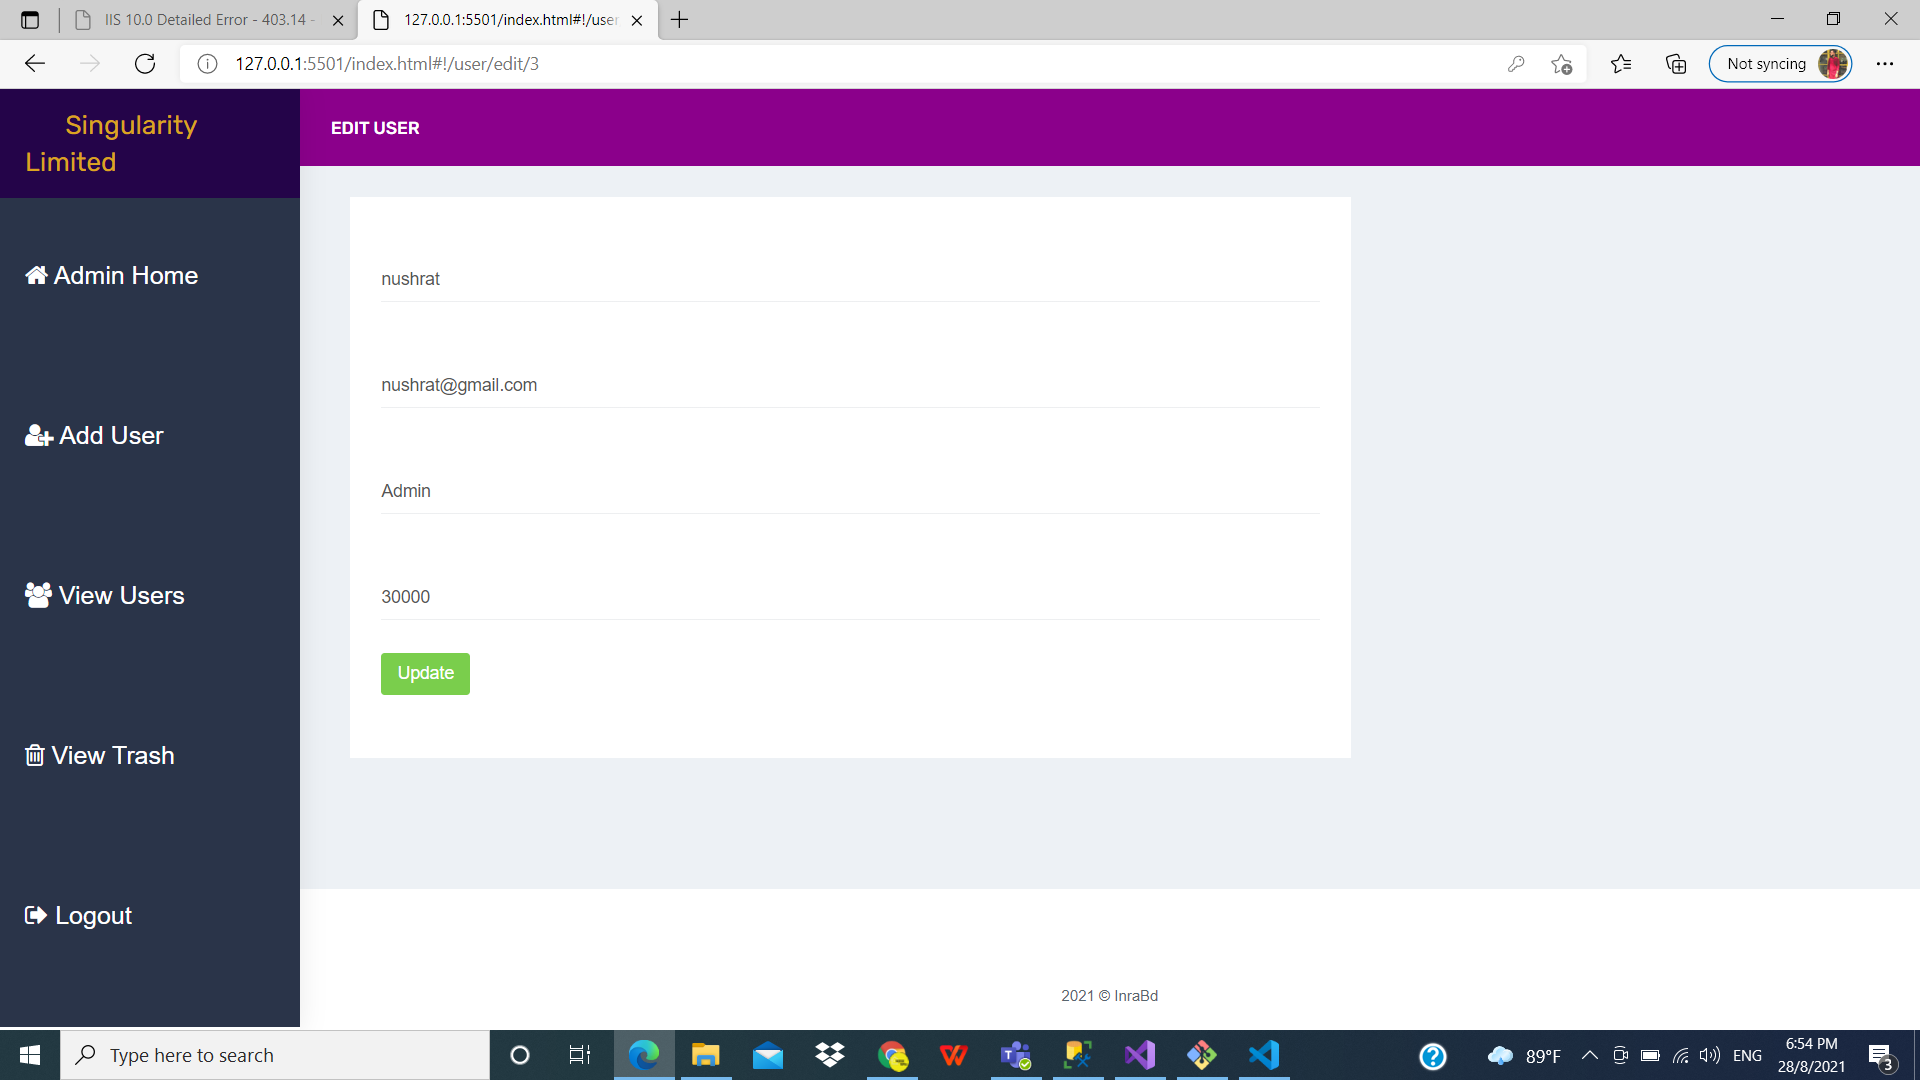 IIS 10.0 Detailed Error - 403.14 -
127.0.0.1:5501/index.html#!/user
127.0.0.1:5501/index.html#!/user/edit/3
Not syncing
Singularity
Limited
EDIT USER
Admin Home
Add User
View Users
View Trash
Logout
nushrat
nushrat@gmail.com
Admin
30000
Update
2021 © InraBd
Type here to search
89°F
ENG
6:54 PM
28/8/2021
3